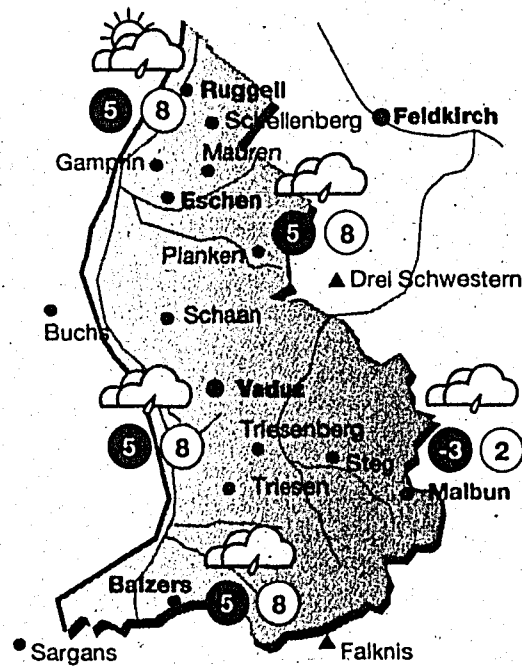 Ruggell
5 8
Schellenberg
Feldkirch
Gamprin
Mauren
Eschen
5 8
Planken
Drei Schwestern
Buchs
Schaan
Vaduz
5 8
Triesenberg
Steg
-3 2
Triesen
Malbun
Balzers
5 8
Sargans
Falknis